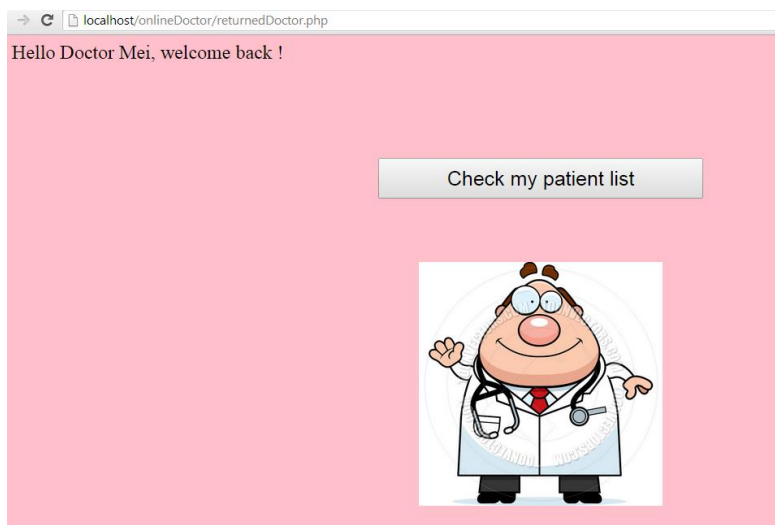 localhost/onlineDoctor/returnedDoctor.php
Hello Doctor Mei, welcome back !
Check my patient list